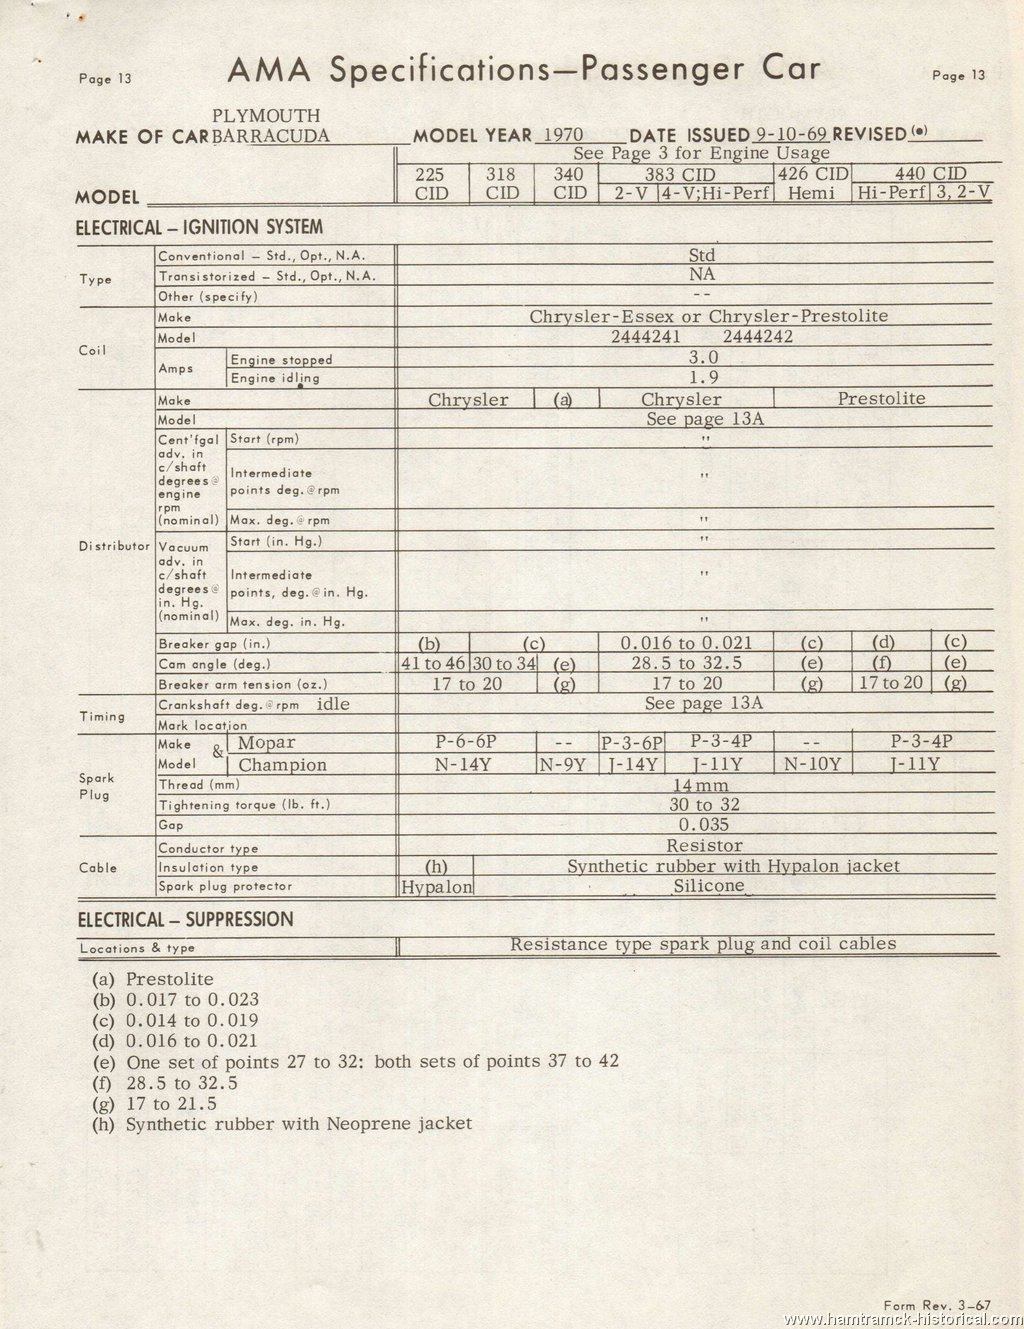 Page 13 AMA Specifications—Passenger Car Page 13
PLYMOUTH
MAKE OF CAR BARRACUDA MODEL YEAR 1970 DATE ISSUED 9-10-69 REVISED (•)
See Page 3 for Engine Usage
225 318 340 383 CID 426 CID 440 CID
MODEL CID CID CID 2-V 4-V;Hi-Perf Hemi Hi-Perf 3, 2-V
ELECTRICAL – IGNITION SYSTEM
Type Conventional – Std., Opt., N.A. Std
Transistorized – Std., Opt., N.A. NA
Other (specify) --
Coil Make Chrysler-Essex or Chrysler-Prestolite
Model 2444241 2444242
Amps Engine stopped 3.0
Engine idling 1.9
Distributor Make Chrysler (a) Chrysler Prestolite
Model See page 13A
Cent'fgal adv. in c/shaft degrees @ engine rpm (nominal) Start (rpm) "
Intermediate points deg. @ rpm "
Max. deg. @ rpm "
Vacuum adv. in c/shaft degrees @ in. Hg. (nominal) Start (in. Hg.) "
Intermediate points, deg. @ in. Hg. "
Max. deg. in. Hg. "
Breaker gap (in.) (b) (c) 0.016 to 0.021 (c) (d) (c)
Cam angle (deg.) 41 to 46 30 to 34 (e) 28.5 to 32.5 (e) (f) (e)
Breaker arm tension (oz.) 17 to 20 (g) 17 to 20 (g) 17 to 20 (g)
Timing Crankshaft deg. @ rpm idle See page 13A
Mark location
Spark Plug Make & Mopar P-6-6P -- P-3-6P P-3-4P -- P-3-4P
Model Champion N-14Y N-9Y J-14Y J-11Y N-10Y J-11Y
Thread (mm) 14 mm
Tightening torque (lb. ft.) 30 to 32
Gap 0.035
Cable Conductor type Resistor
Insulation type (h) Synthetic rubber with Hypalon jacket
Spark plug protector Hypalon Silicone
ELECTRICAL – SUPPRESSION
Locations & type Resistance type spark plug and coil cables
(a) Prestolite
(b) 0.017 to 0.023
(c) 0.014 to 0.019
(d) 0.016 to 0.021
(e) One set of points 27 to 32: both sets of points 37 to 42
(f) 28.5 to 32.5
(g) 17 to 21.5
(h) Synthetic rubber with Neoprene jacket
Form Rev. 3–67
www.hamtramck-historical.com